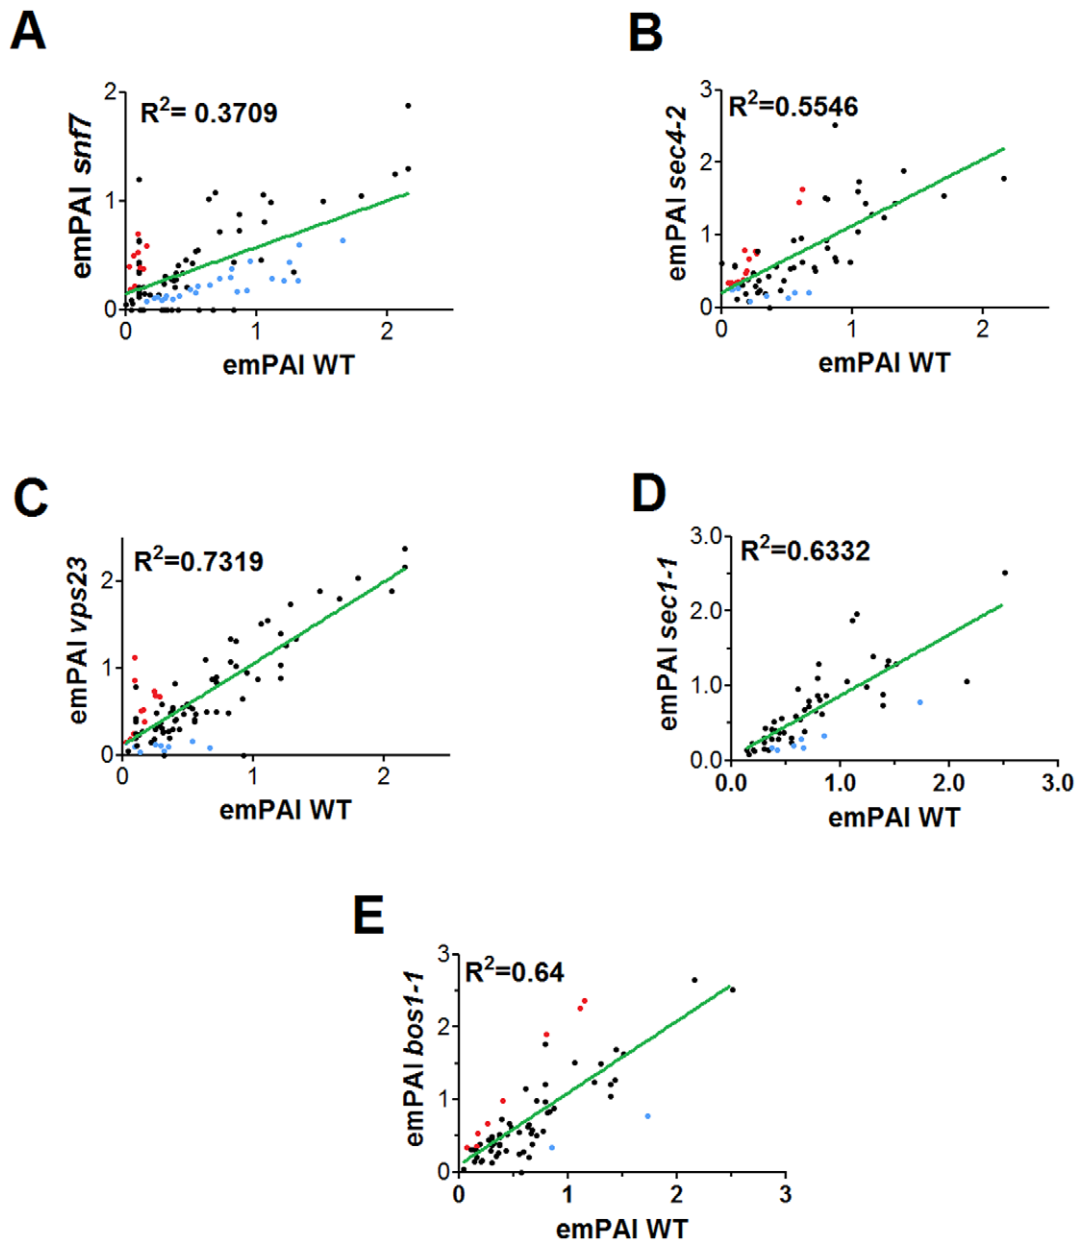 A
R²= 0.3709
emPAI snf7
2
1
0
0 1 2
emPAI WT
B
R²=0.5546
emPAI sec4-2
3
2
1
0
0 1 2
emPAI WT
C
R²=0.7319
emPAI vps23
2
1
0
0 1 2
emPAI WT
D
R²=0.6332
emPAI sec1-1
3.0
2.0
1.0
0.0
0.0 1.0 2.0 3.0
emPAI WT
E
R²=0.64
emPAI bos1-1
3
2
1
0
0 1 2 3
emPAI WT